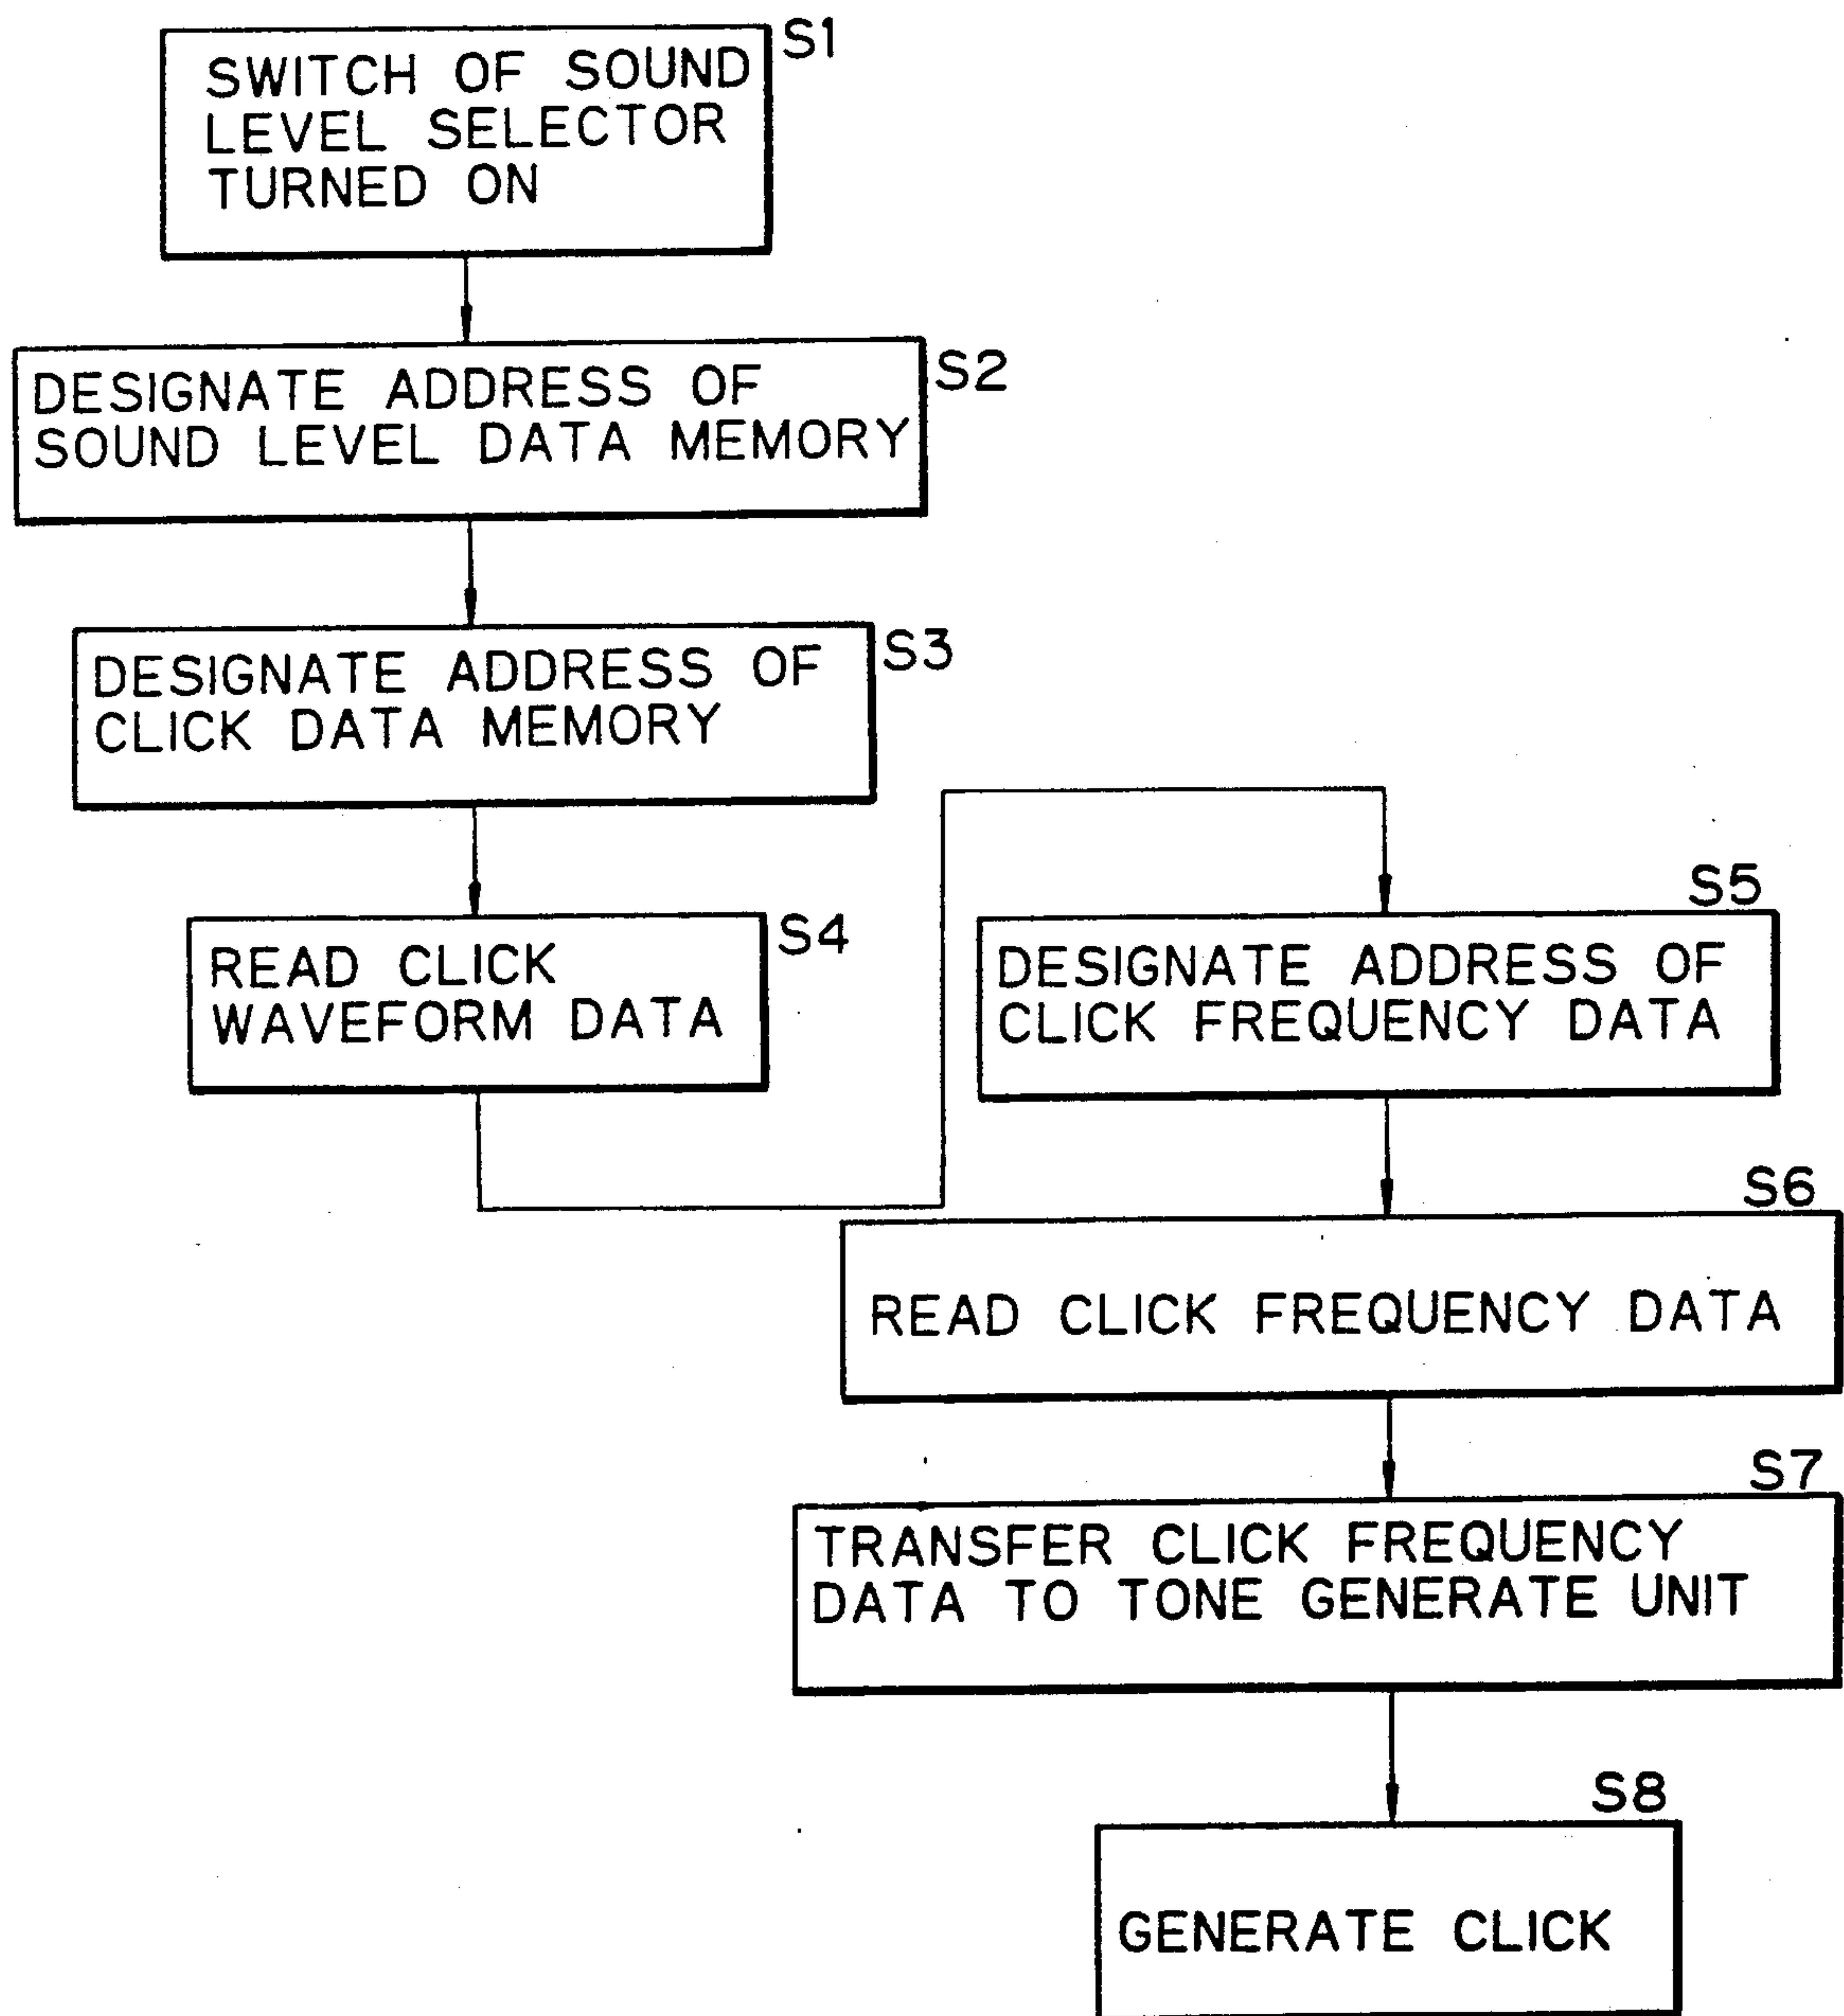 S1
SWITCH OF SOUND
LEVEL SELECTOR
TURNED ON
S2
DESIGNATE ADDRESS OF
SOUND LEVEL DATA MEMORY
S3
DESIGNATE ADDRESS OF
CLICK DATA MEMORY
S4
READ CLICK
WAVEFORM DATA
S5
DESIGNATE ADDRESS OF
CLICK FREQUENCY DATA
S6
READ CLICK FREQUENCY DATA
S7
TRANSFER CLICK FREQUENCY
DATA TO TONE GENERATE UNIT
S8
GENERATE CLICK